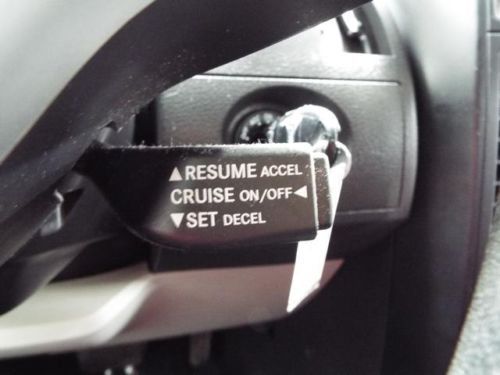 ▲RESUME ACCEL
CRUISE ON/OFF◄
▼SET DECEL